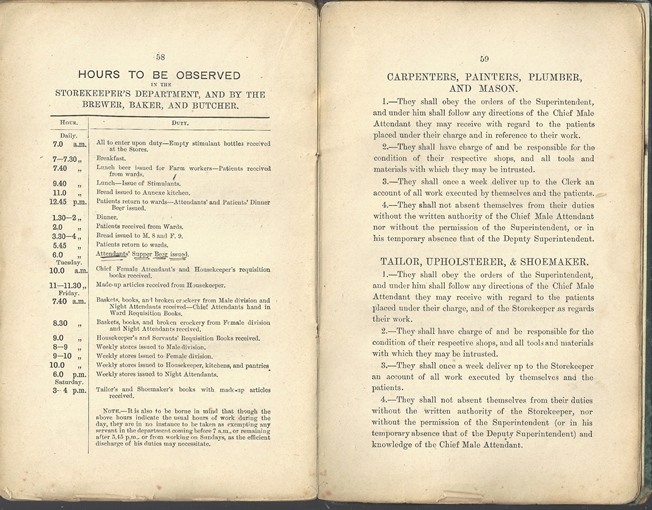 58
HOURS TO BE OBSERVED
IN THE
STOREKEEPER'S DEPARTMENT, AND BY THE
BREWER, BAKER, AND BUTCHER.
HOUR. DUTY.
Daily.
7.0 a.m. All to enter upon duty—Empty stimulant bottles received
at the Stores.
7—7.30 „ Breakfast.
7.40 „ Lunch beer issued for Farm workers—Patients received
from wards.
9.40 „ Lunch—Issue of Stimulants.
11.0 „ Bread issued to Annexe kitchen.
12.45 p.m. Patients return to wards—Attendants' and Patients' Dinner
Beer issued.
1.30—2 „ Dinner.
2.0 „ Patients received from Wards.
3.30—4 „ Bread issued to M. 8 and F. 9.
5.45 „ Patients return to wards.
6.0 „ Attendants' Supper Beer issued.
Tuesday.
10.0 a.m. Chief Female Attendant's and Housekeeper's requisition
books received.
11—11.30 „ Made-up articles received from Housekeeper.
Friday.
7.40 a.m. Baskets, books, and broken crockery from Male division and
Night Attendants received—Chief Attendants hand in
Ward Requisition Books.
8.30 „ Baskets, books, and broken crockery from Female division
and Night Attendants received.
9.0 „ Housekeeper's and Servants' Requisition Books received.
8—9 „ Weekly stores issued to Male division.
9—10 „ Weekly stores issued to Female division.
10.0 „ Weekly stores issued to Housekeeper, kitchens, and pantries.
6.0 p.m. Weekly stores issued to Night Attendants.
Saturday.
3—4 p.m. Tailor's and Shoemaker's books with made-up articles
received.
NOTE.—It is also to be borne in mind that though the
above hours indicate the usual hours of work during the
day, they are in no instance to be taken as exempting any
servant in the department coming before 7 a.m., or remaining
after 5.45 p.m., or from working on Sundays, as the efficient
discharge of his duties may necessitate.
59
CARPENTERS, PAINTERS, PLUMBER,
AND MASON.
1.—They shall obey the orders of the Superintendent,
and under him shall follow any directions of the Chief Male
Attendant they may receive with regard to the patients
placed under their charge and in reference to their work.
2.—They shall have charge of and be responsible for the
condition of their respective shops, and all tools and
materials with which they may be intrusted.
3.—They shall once a week deliver up to the Clerk an
account of all work executed by themselves and the patients.
4.—They shall not absent themselves from their duties
without the written authority of the Chief Male Attendant
nor without the permission of the Superintendent, or in
his temporary absence that of the Deputy Superintendent.
TAILOR, UPHOLSTERER, & SHOEMAKER.
1.—They shall obey the orders of the Superintendent,
and under him shall follow any directions of the Chief Male
Attendant they may receive with regard to the patients
placed under their charge, and of the Storekeeper as regards
their work.
2.—They shall have charge of and be responsible for the
condition of their respective shops, and all tools and materials
with which they may be intrusted.
3.—They shall once a week deliver up to the Storekeeper
an account of all work executed by themselves and the
patients.
4.—They shall not absent themselves from their duties
without the written authority of the Storekeeper, nor
without the permission of the Superintendent (or in his
temporary absence that of the Deputy Superintendent) and
knowledge of the Chief Male Attendant.